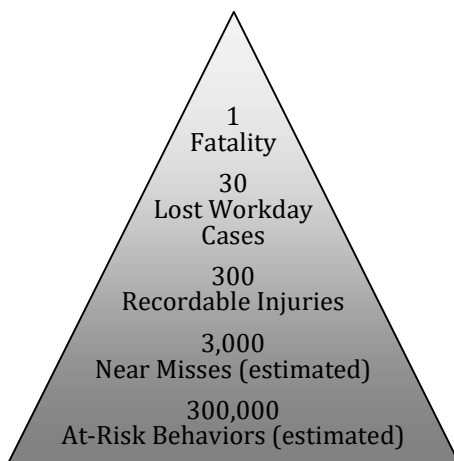 1
Fatality
30
Lost Workday
Cases
300
Recordable Injuries
3,000
Near Misses (estimated)
300,000
At-Risk Behaviors (estimated)